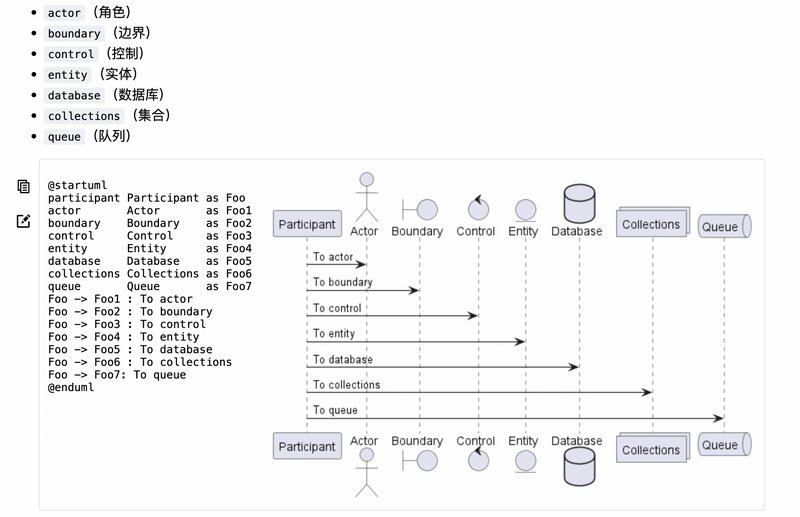 actor（角色）
boundary（边界）
control（控制）
entity（实体）
database（数据库）
collections（集合）
queue（队列）
@startuml
participant Participant as Foo
actor       Actor       as Foo1
boundary    Boundary    as Foo2
control     Control     as Foo3
entity      Entity      as Foo4
database    Database    as Foo5
collections Collections as Foo6
queue       Queue       as Foo7
Foo -> Foo1 : To actor
Foo -> Foo2 : To boundary
Foo -> Foo3 : To control
Foo -> Foo4 : To entity
Foo -> Foo5 : To database
Foo -> Foo6 : To collections
Foo -> Foo7: To queue
@enduml
Participant Actor Boundary Control Entity Database Collections Queue
To actor
To boundary
To control
To entity
To database
To collections
To queue
Participant Actor Boundary Control Entity Database Collections Queue